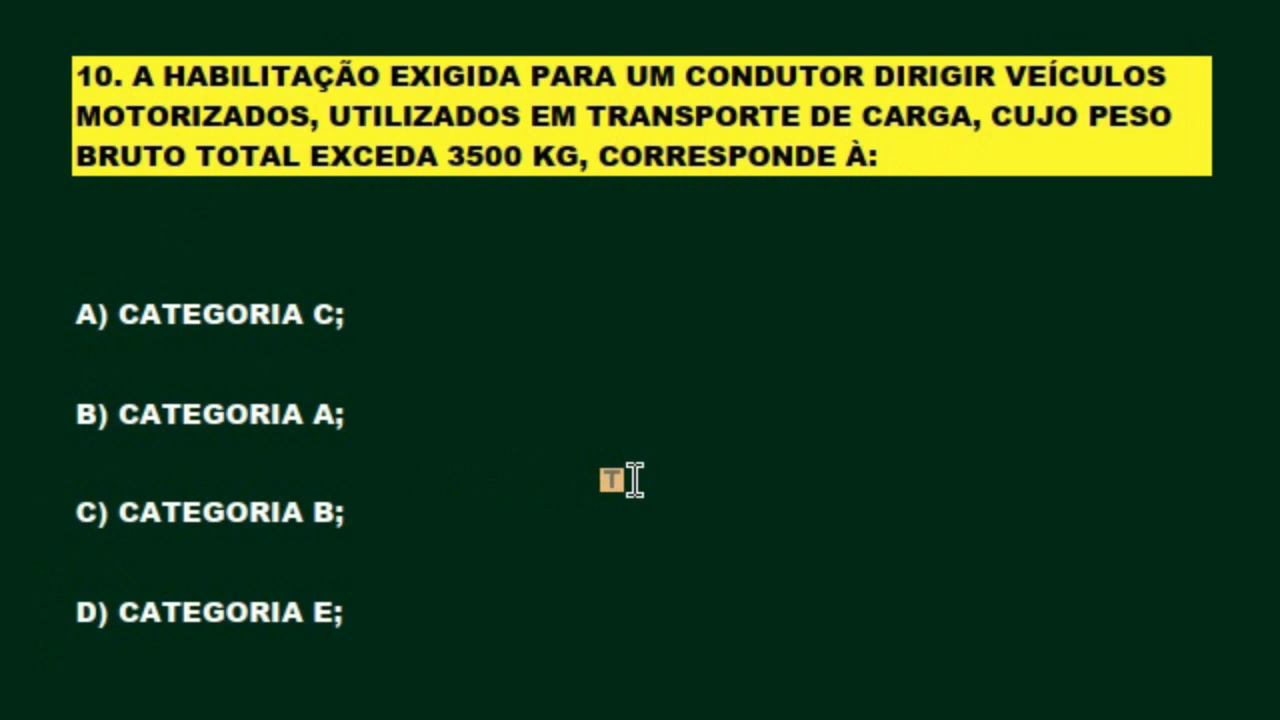 10. A HABILITAÇÃO EXIGIDA PARA UM CONDUTOR DIRIGIR VEÍCULOS
MOTORIZADOS, UTILIZADOS EM TRANSPORTE DE CARGA, CUJO PESO
BRUTO TOTAL EXCEDA 3500 KG, CORRESPONDE À:
A) CATEGORIA C;
B) CATEGORIA A;
T
C) CATEGORIA B;
D) CATEGORIA E;